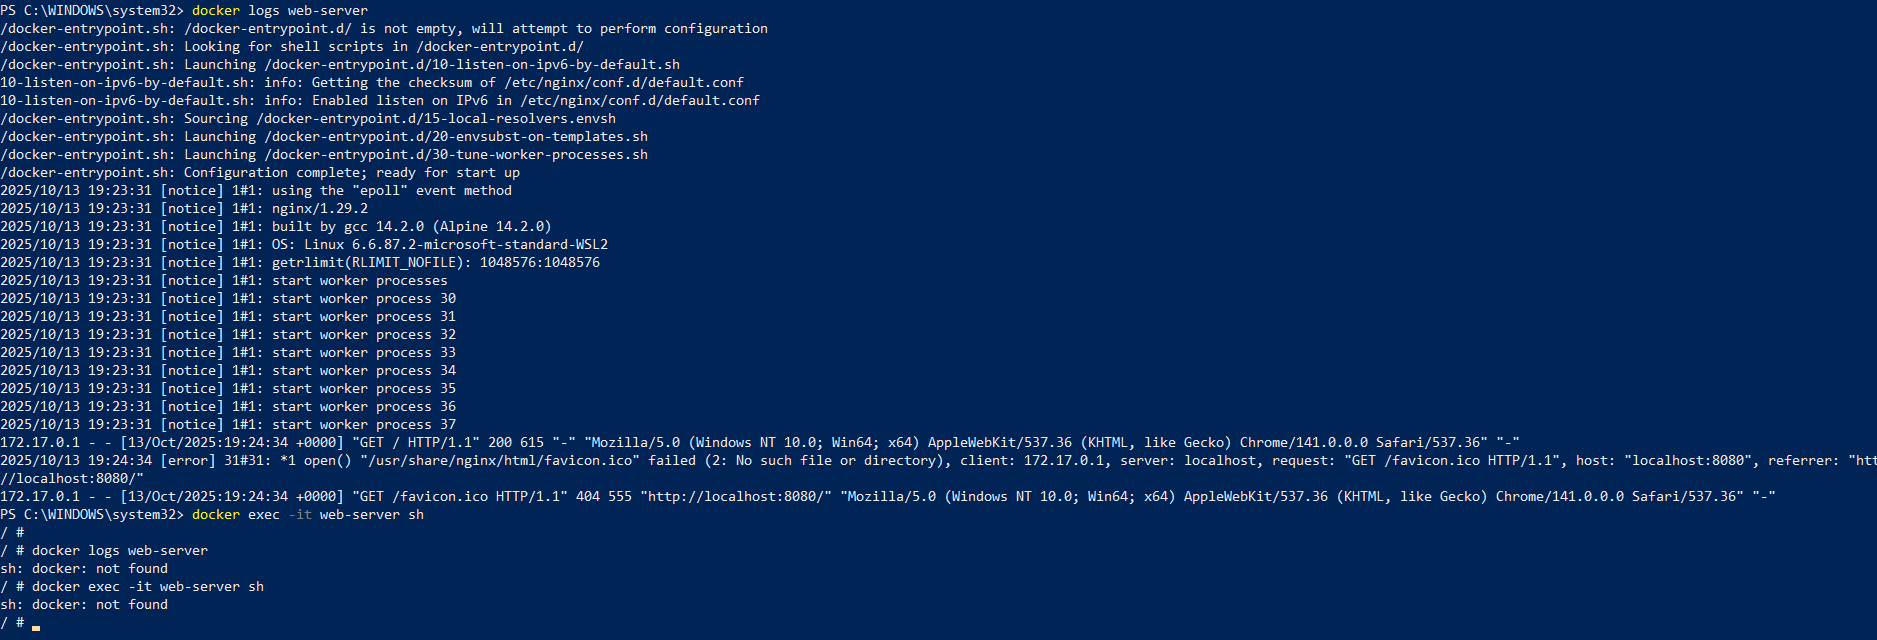 PS C:\WINDOWS\system32> docker logs web-server
/docker-entrypoint.sh: /docker-entrypoint.d/ is not empty, will attempt to perform configuration
/docker-entrypoint.sh: Looking for shell scripts in /docker-entrypoint.d/
/docker-entrypoint.sh: Launching /docker-entrypoint.d/10-listen-on-ipv6-by-default.sh
10-listen-on-ipv6-by-default.sh: info: Getting the checksum of /etc/nginx/conf.d/default.conf
10-listen-on-ipv6-by-default.sh: info: Enabled listen on IPv6 in /etc/nginx/conf.d/default.conf
/docker-entrypoint.sh: Sourcing /docker-entrypoint.d/15-local-resolvers.envsh
/docker-entrypoint.sh: Launching /docker-entrypoint.d/20-envsubst-on-templates.sh
/docker-entrypoint.sh: Launching /docker-entrypoint.d/30-tune-worker-processes.sh
/docker-entrypoint.sh: Configuration complete; ready for start up
2025/10/13 19:23:31 [notice] 1#1: using the "epoll" event method
2025/10/13 19:23:31 [notice] 1#1: nginx/1.29.2
2025/10/13 19:23:31 [notice] 1#1: built by gcc 14.2.0 (Alpine 14.2.0)
2025/10/13 19:23:31 [notice] 1#1: OS: Linux 6.6.87.2-microsoft-standard-WSL2
2025/10/13 19:23:31 [notice] 1#1: getrlimit(RLIMIT_NOFILE): 1048576:1048576
2025/10/13 19:23:31 [notice] 1#1: start worker processes
2025/10/13 19:23:31 [notice] 1#1: start worker process 30
2025/10/13 19:23:31 [notice] 1#1: start worker process 31
2025/10/13 19:23:31 [notice] 1#1: start worker process 32
2025/10/13 19:23:31 [notice] 1#1: start worker process 33
2025/10/13 19:23:31 [notice] 1#1: start worker process 34
2025/10/13 19:23:31 [notice] 1#1: start worker process 35
2025/10/13 19:23:31 [notice] 1#1: start worker process 36
2025/10/13 19:23:31 [notice] 1#1: start worker process 37
172.17.0.1 - - [13/Oct/2025:19:24:34 +0000] "GET / HTTP/1.1" 200 615 "-" "Mozilla/5.0 (Windows NT 10.0; Win64; x64) AppleWebKit/537.36 (KHTML, like Gecko) Chrome/141.0.0.0 Safari/537.36" "-"
2025/10/13 19:24:34 [error] 31#31: *1 open() "/usr/share/nginx/html/favicon.ico" failed (2: No such file or directory), client: 172.17.0.1, server: localhost, request: "GET /favicon.ico HTTP/1.1", host: "localhost:8080", referrer: "htt
//localhost:8080/"
172.17.0.1 - - [13/Oct/2025:19:24:34 +0000] "GET /favicon.ico HTTP/1.1" 404 555 "http://localhost:8080/" "Mozilla/5.0 (Windows NT 10.0; Win64; x64) AppleWebKit/537.36 (KHTML, like Gecko) Chrome/141.0.0.0 Safari/537.36" "-"
PS C:\WINDOWS\system32> docker exec -it web-server sh
/ #
/ # docker logs web-server
sh: docker: not found
/ # docker exec -it web-server sh
sh: docker: not found
/ #